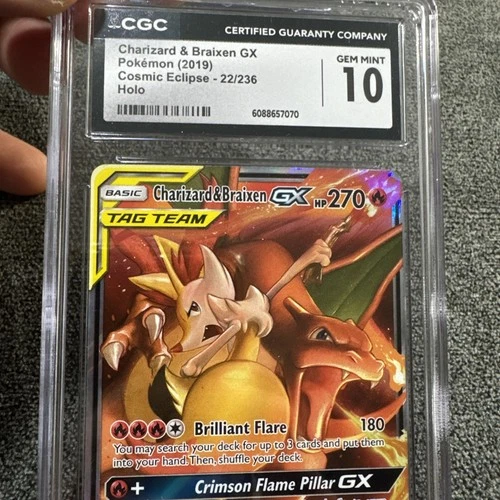 CGC
CERTIFIED GUARANTY COMPANY
Charizard & Braixen GX
Pokémon (2019)
Cosmic Eclipse - 22/236
Holo
GEM MINT
10
6088657070
BASIC Charizard&Braixen GX HP270
TAG TEAM
Brilliant Flare 180
You may search your deck for up to 3 cards and put them
into your hand. Then, shuffle your deck.
+ Crimson Flame Pillar GX